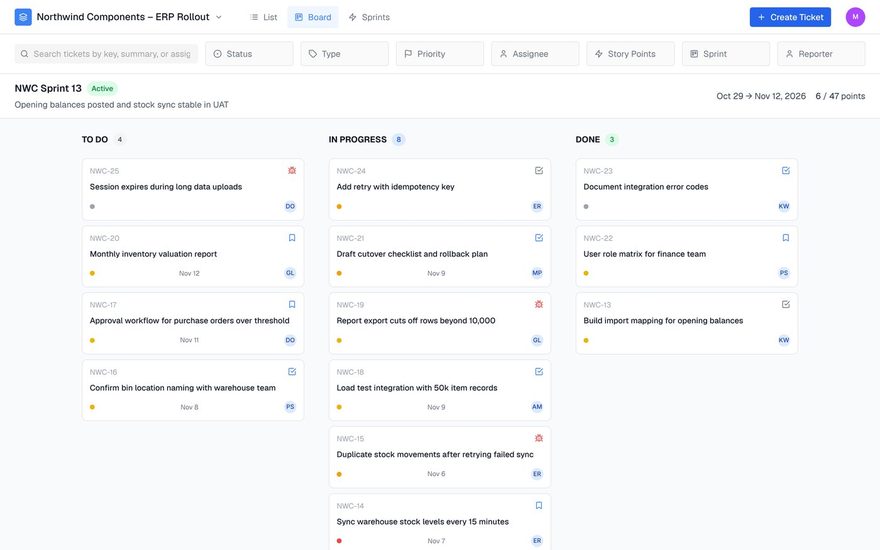 Northwind Components – ERP Rollout
List
Board
Sprints
Create Ticket
M
Search tickets by key, summary, or assig
Status
Type
Priority
Assignee
Story Points
Sprint
Reporter
NWC Sprint 13 Active
Opening balances posted and stock sync stable in UAT
Oct 29 → Nov 12, 2026 6 / 47 points
TO DO 4
NWC-25
Session expires during long data uploads
DO
NWC-20
Monthly inventory valuation report
Nov 12 GL
NWC-17
Approval workflow for purchase orders over threshold
Nov 11 DO
NWC-16
Confirm bin location naming with warehouse team
Nov 8 PS
IN PROGRESS 8
NWC-24
Add retry with idempotency key
ER
NWC-21
Draft cutover checklist and rollback plan
Nov 9 MP
NWC-19
Report export cuts off rows beyond 10,000
GL
NWC-18
Load test integration with 50k item records
Nov 9 AM
NWC-15
Duplicate stock movements after retrying failed sync
Nov 6 ER
NWC-14
Sync warehouse stock levels every 15 minutes
Nov 7 ER
DONE 3
NWC-23
Document integration error codes
KW
NWC-22
User role matrix for finance team
PS
NWC-13
Build import mapping for opening balances
KW